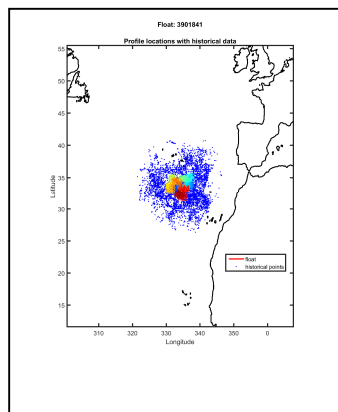 Float: 3901841
Profile locations with historical data
55
50
45
40
35
30
25
20
15
Latitude
float
historical points
310
320
330
340
350
0
Longitude